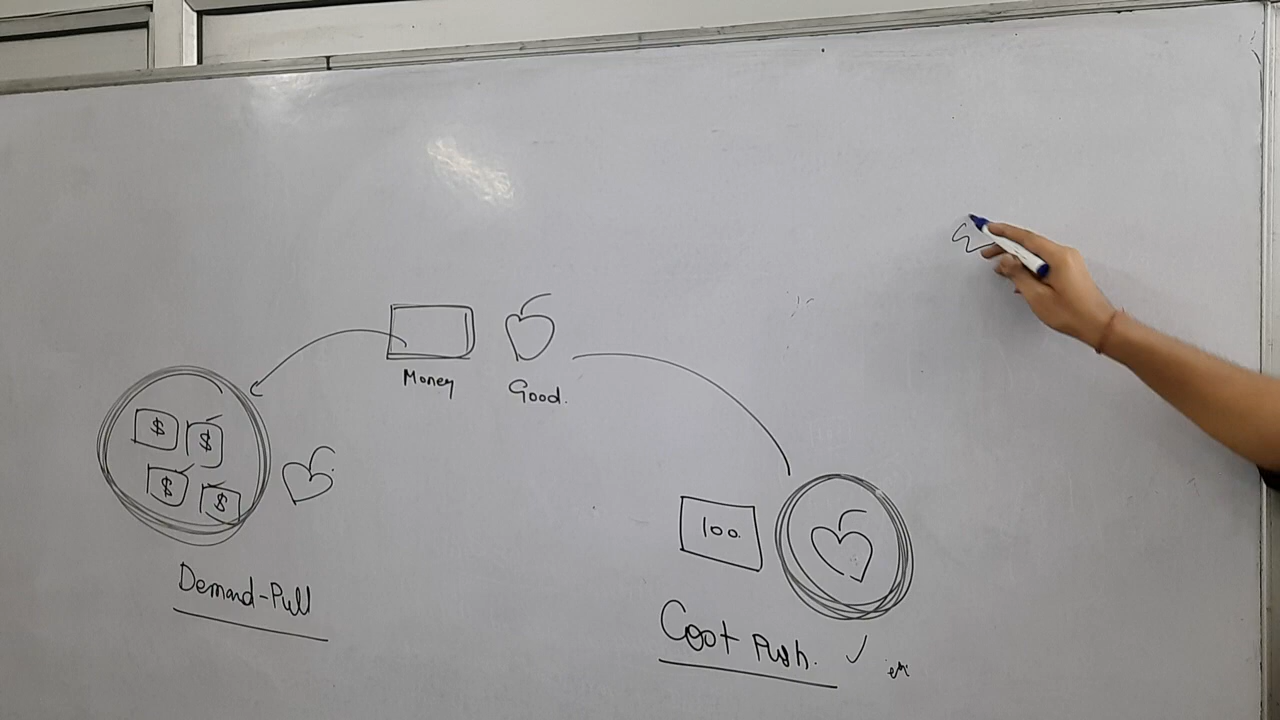 Money
Good.
$ $
$ $
100.
Demand-Pull
Cost Push. ✓